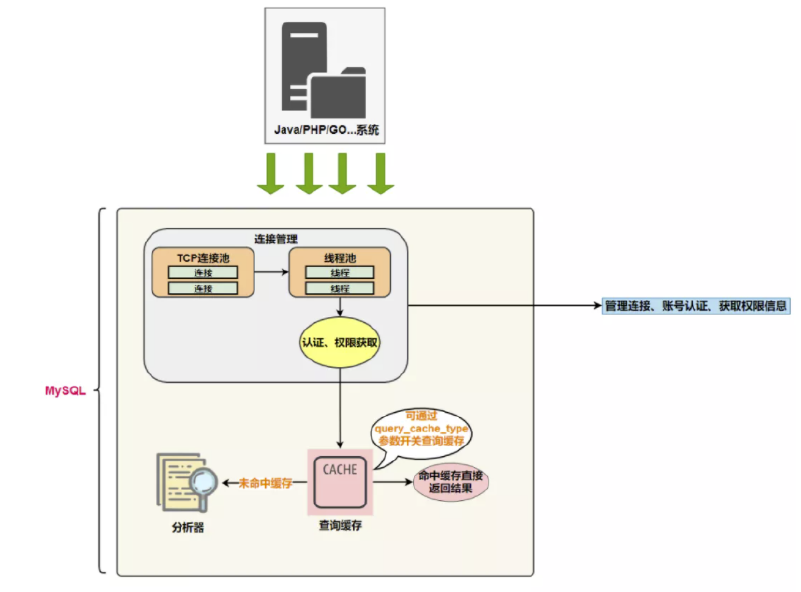 Java/PHP/GO...系统
连接管理
TCP连接池
连接
连接
线程池
线程
线程
认证、权限获取
管理连接、账号认证、获取权限信息
MySQL
可通过
query_cache_type
参数开关查询缓存
CACHE
查询缓存
未命中缓存
分析器
命中缓存直接
返回结果